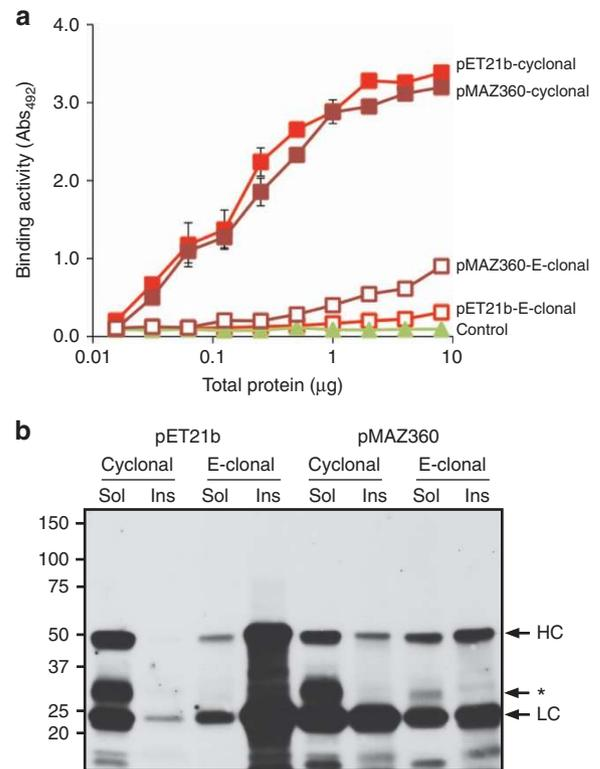 a
4.0
3.0
2.0
1.0
0.0
Binding activity (Abs492)
0.01 0.1 1 10
Total protein (μg)
pET21b-cyclonal
pMAZ360-cyclonal
pMAZ360-E-clonal
pET21b-E-clonal
Control
b
pET21b pMAZ360
Cyclonal E-clonal Cyclonal E-clonal
Sol Ins Sol Ins Sol Ins Sol Ins
150
100
75
50
37
25
20
HC
*
LC